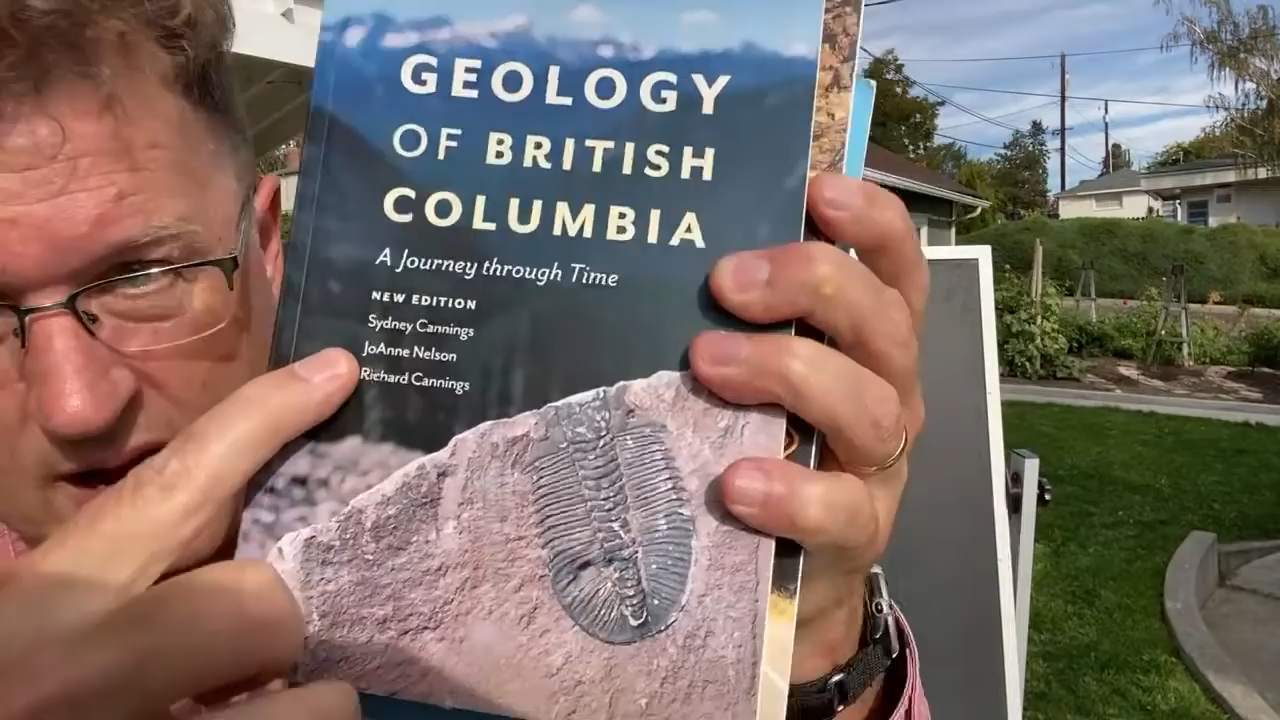 GEOLOGY
OF BRITISH
COLUMBIA
A Journey through Time
NEW EDITION
Sydney Cannings
JoAnne Nelson
Richard Cannings